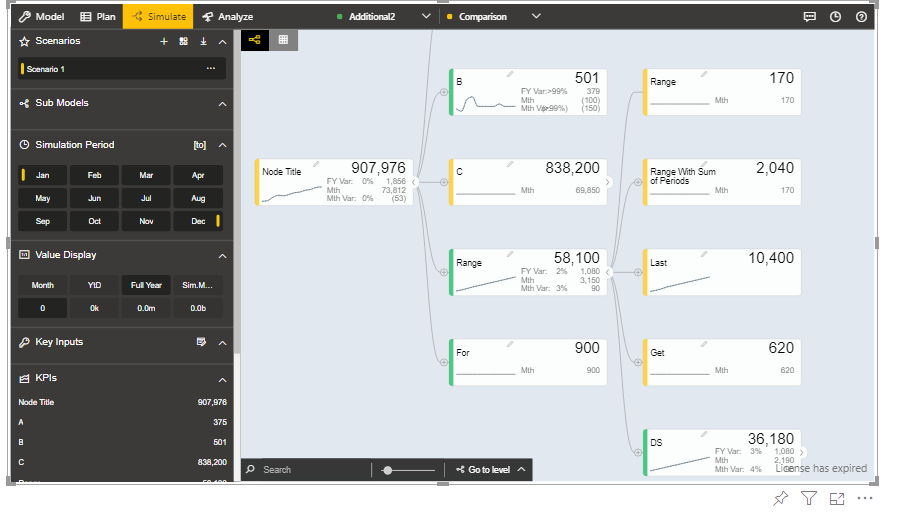 Model Plan Simulate Analyze Additional2 Comparison
Scenarios
Scenario 1
Sub Models
Simulation Period [to]
Jan Feb Mar Apr
May Jun Jul Aug
Sep Oct Nov Dec
Value Display
Month YtD Full Year Sim.M...
0 0k 0.0m 0.0b
Key Inputs
KPIs
Node Title 907,976
A 375
B 501
C 838,200
Node Title 907,976
FY Var: 0% 1,856
Mth 73,812
Mth Var: 0% (53)
B 501
FY Var:>99% 379
Mth (100)
Mth Var(>99%) (150)
C 838,200
Mth 69,850
Range 58,100
FY Var: 2% 1,080
Mth 3,150
Mth Var: 3% 90
For 900
Mth 900
Range 170
Mth 170
Range With Sum of Periods 2,040
Mth 170
Last 10,400
Get 620
Mth 620
DS 36,180
FY Var: 3% 1,080
Mth 2,190
Mth Var: 4%
License has expired
Search Go to level